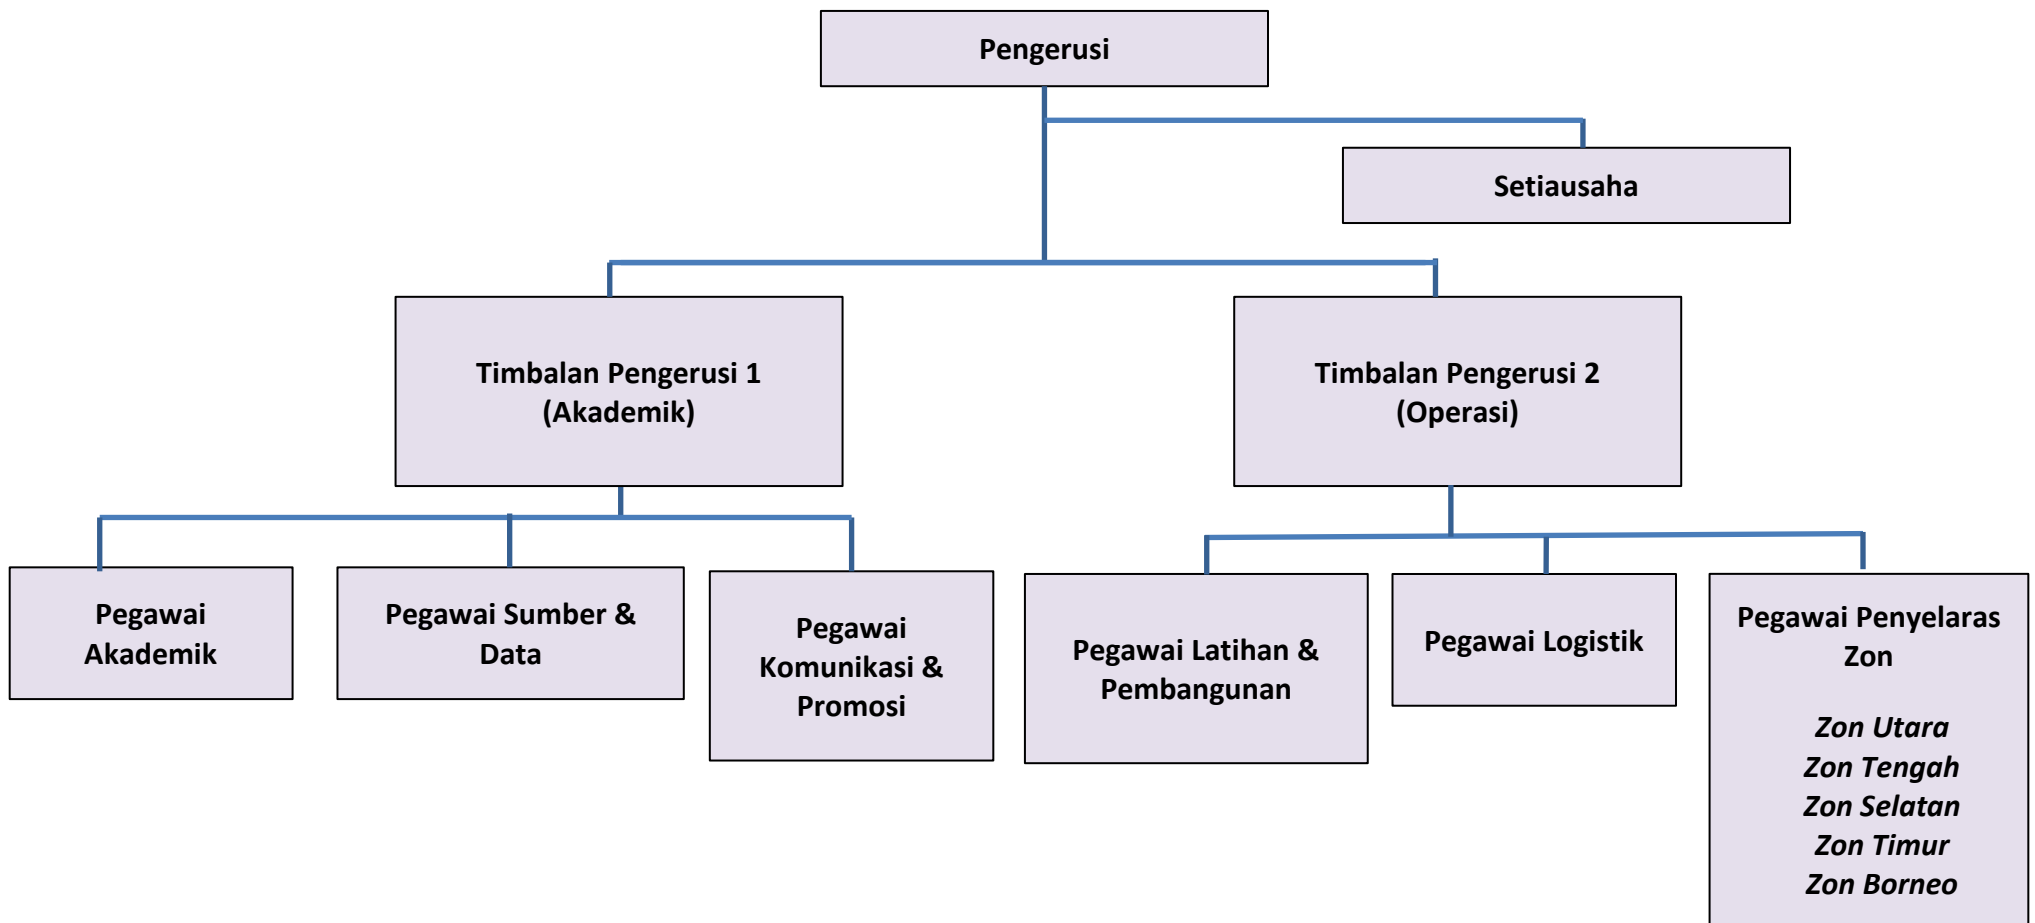 Pengerusi
Setiausaha
Timbalan Pengerusi 1
(Akademik)
Timbalan Pengerusi 2
(Operasi)
Pegawai
Akademik
Pegawai Sumber &
Data
Pegawai
Komunikasi &
Promosi
Pegawai Latihan &
Pembangunan
Pegawai Logistik
Pegawai Penyelaras
Zon
Zon Utara
Zon Tengah
Zon Selatan
Zon Timur
Zon Borneo